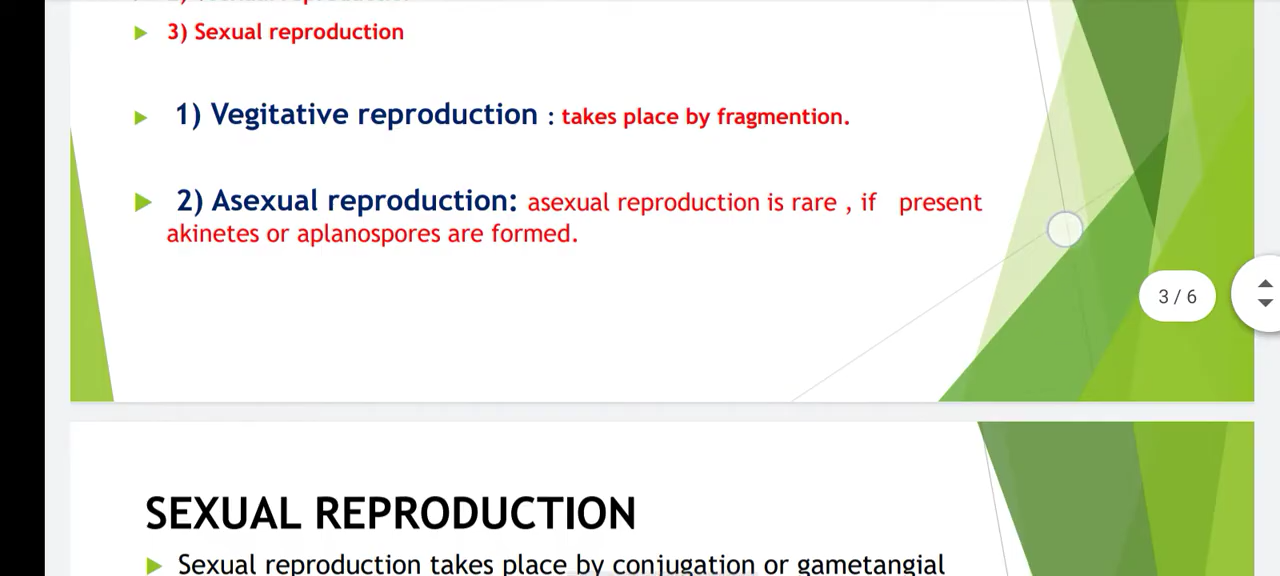 3) Sexual reproduction
1) Vegitative reproduction : takes place by fragmention.
2) Asexual reproduction: asexual reproduction is rare , if present
akinetes or aplanospores are formed.
3 / 6
SEXUAL REPRODUCTION
Sexual reproduction takes place by conjugation or gametangial